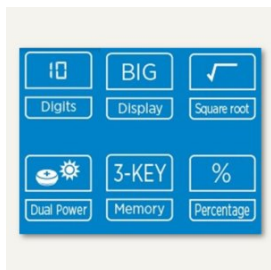 10 BIG √
Digits Display Square root
3-KEY %
Dual Power Memory Percentage